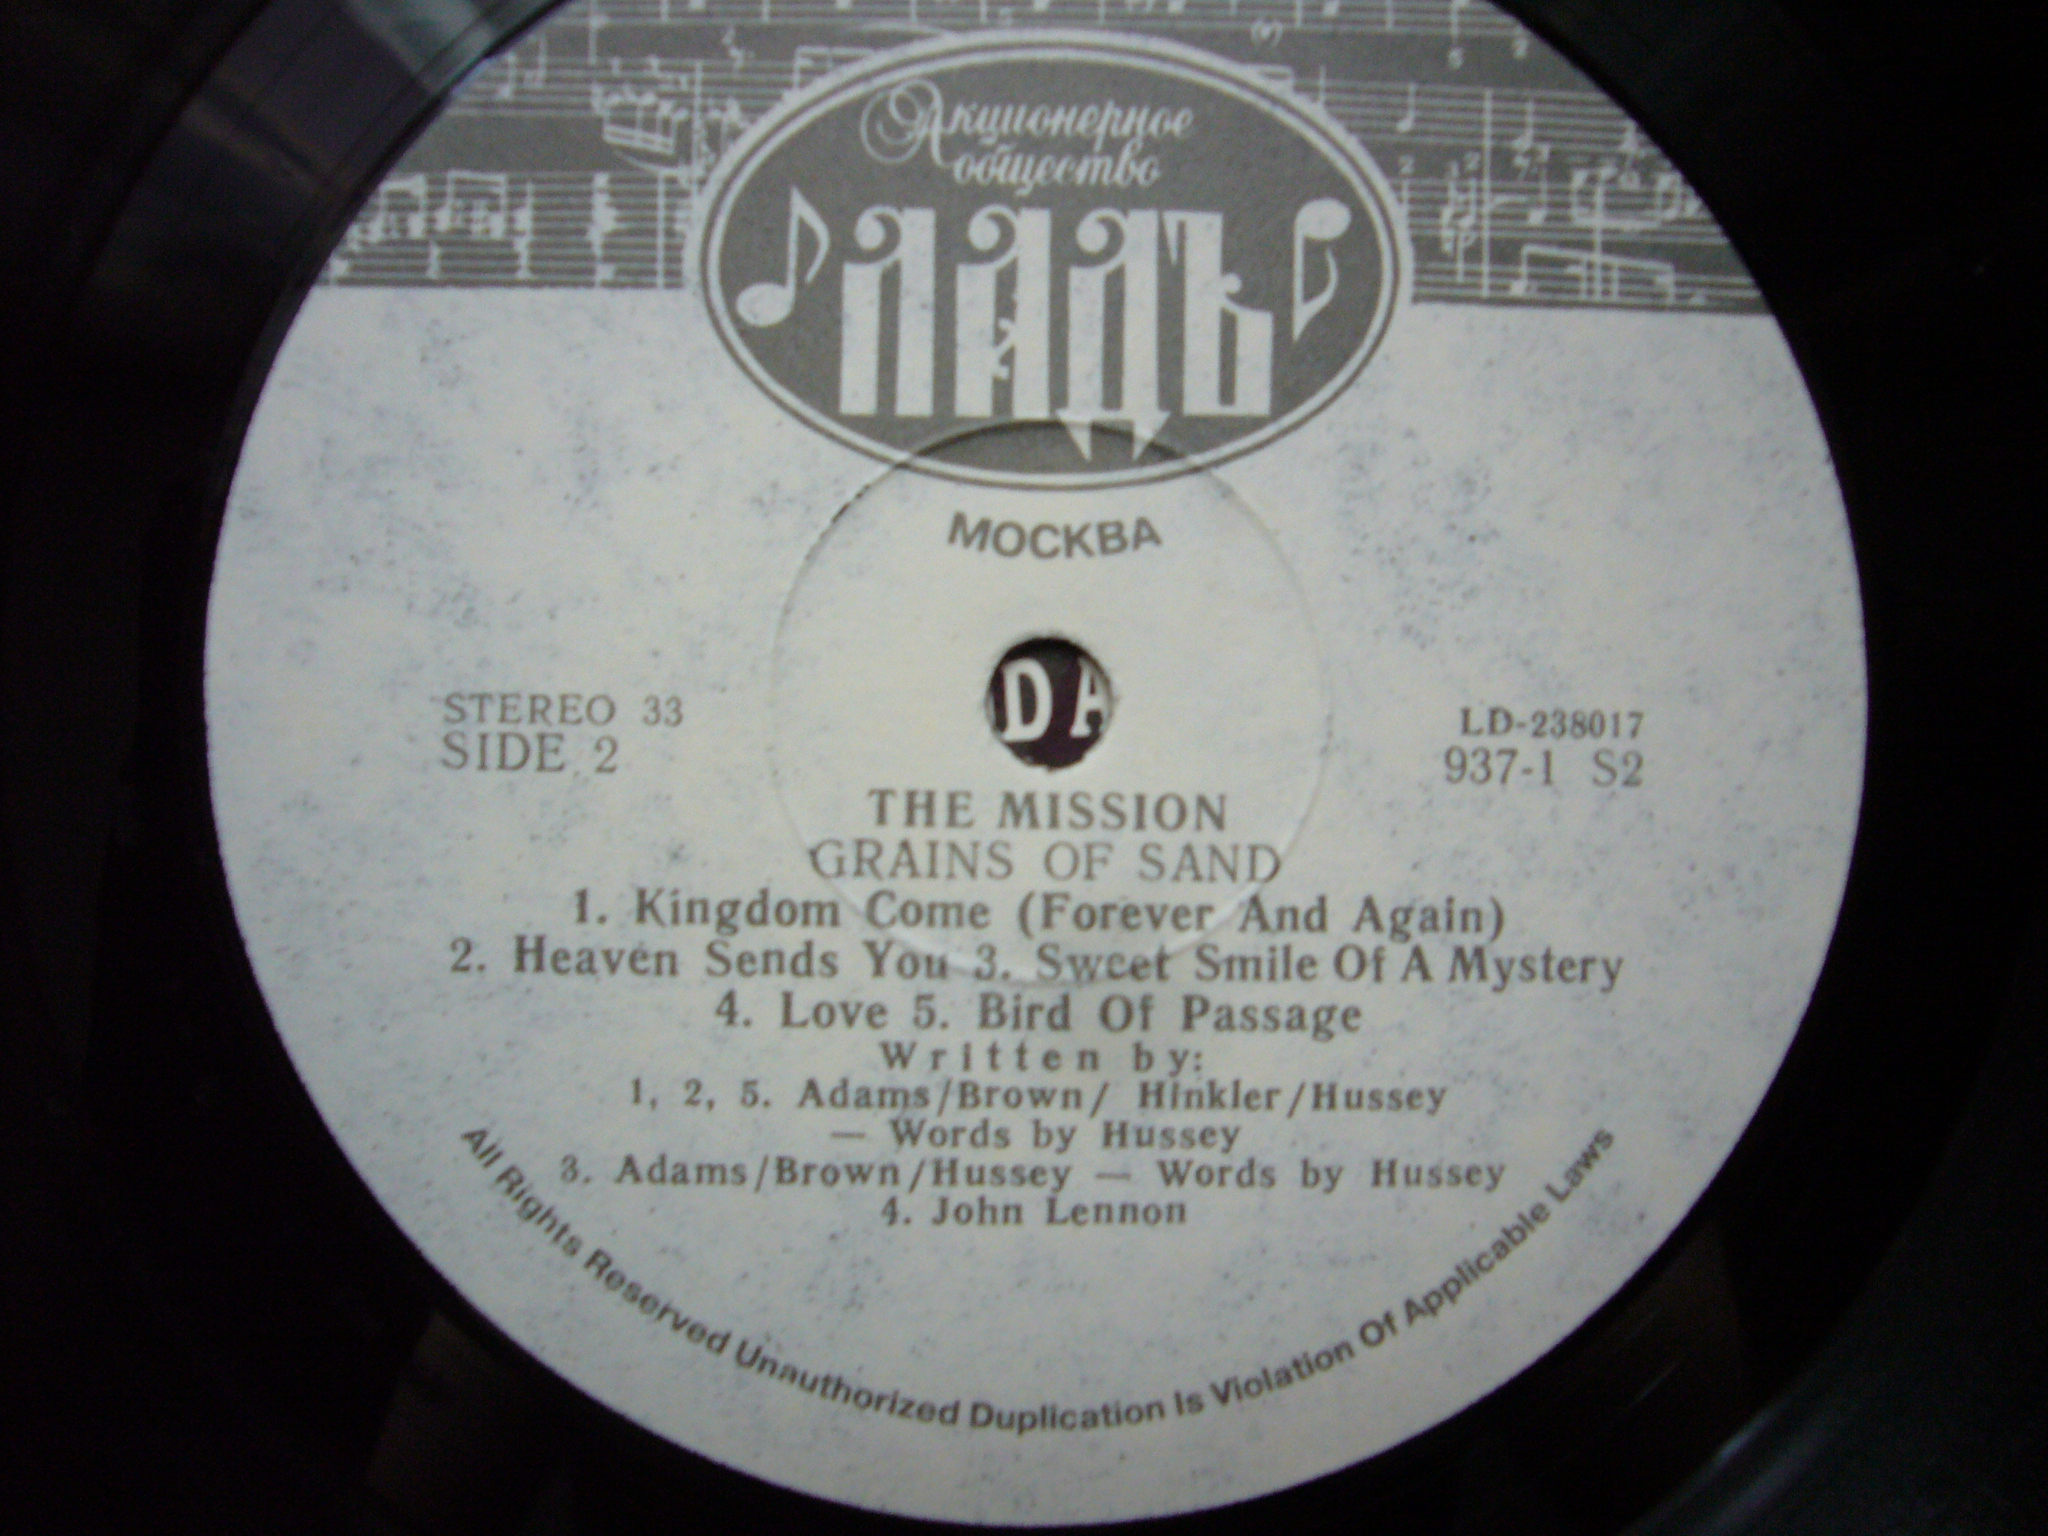 Акционерное
общество
ЛАДЪ
МОСКВА
DA
STEREO 33
SIDE 2
LD-238017
937-1 S2
THE MISSION
GRAINS OF SAND
1. Kingdom Come (Forever And Again)
2. Heaven Sends You 3. Sweet Smile Of A Mystery
4. Love 5. Bird Of Passage
Written by:
1, 2, 5. Adams/Brown/ Hinkler/Hussey
— Words by Hussey
3. Adams/Brown/Hussey — Words by Hussey
4. John Lennon
All Rights Reserved Unauthorized Duplication Is Violation Of Applicable Laws